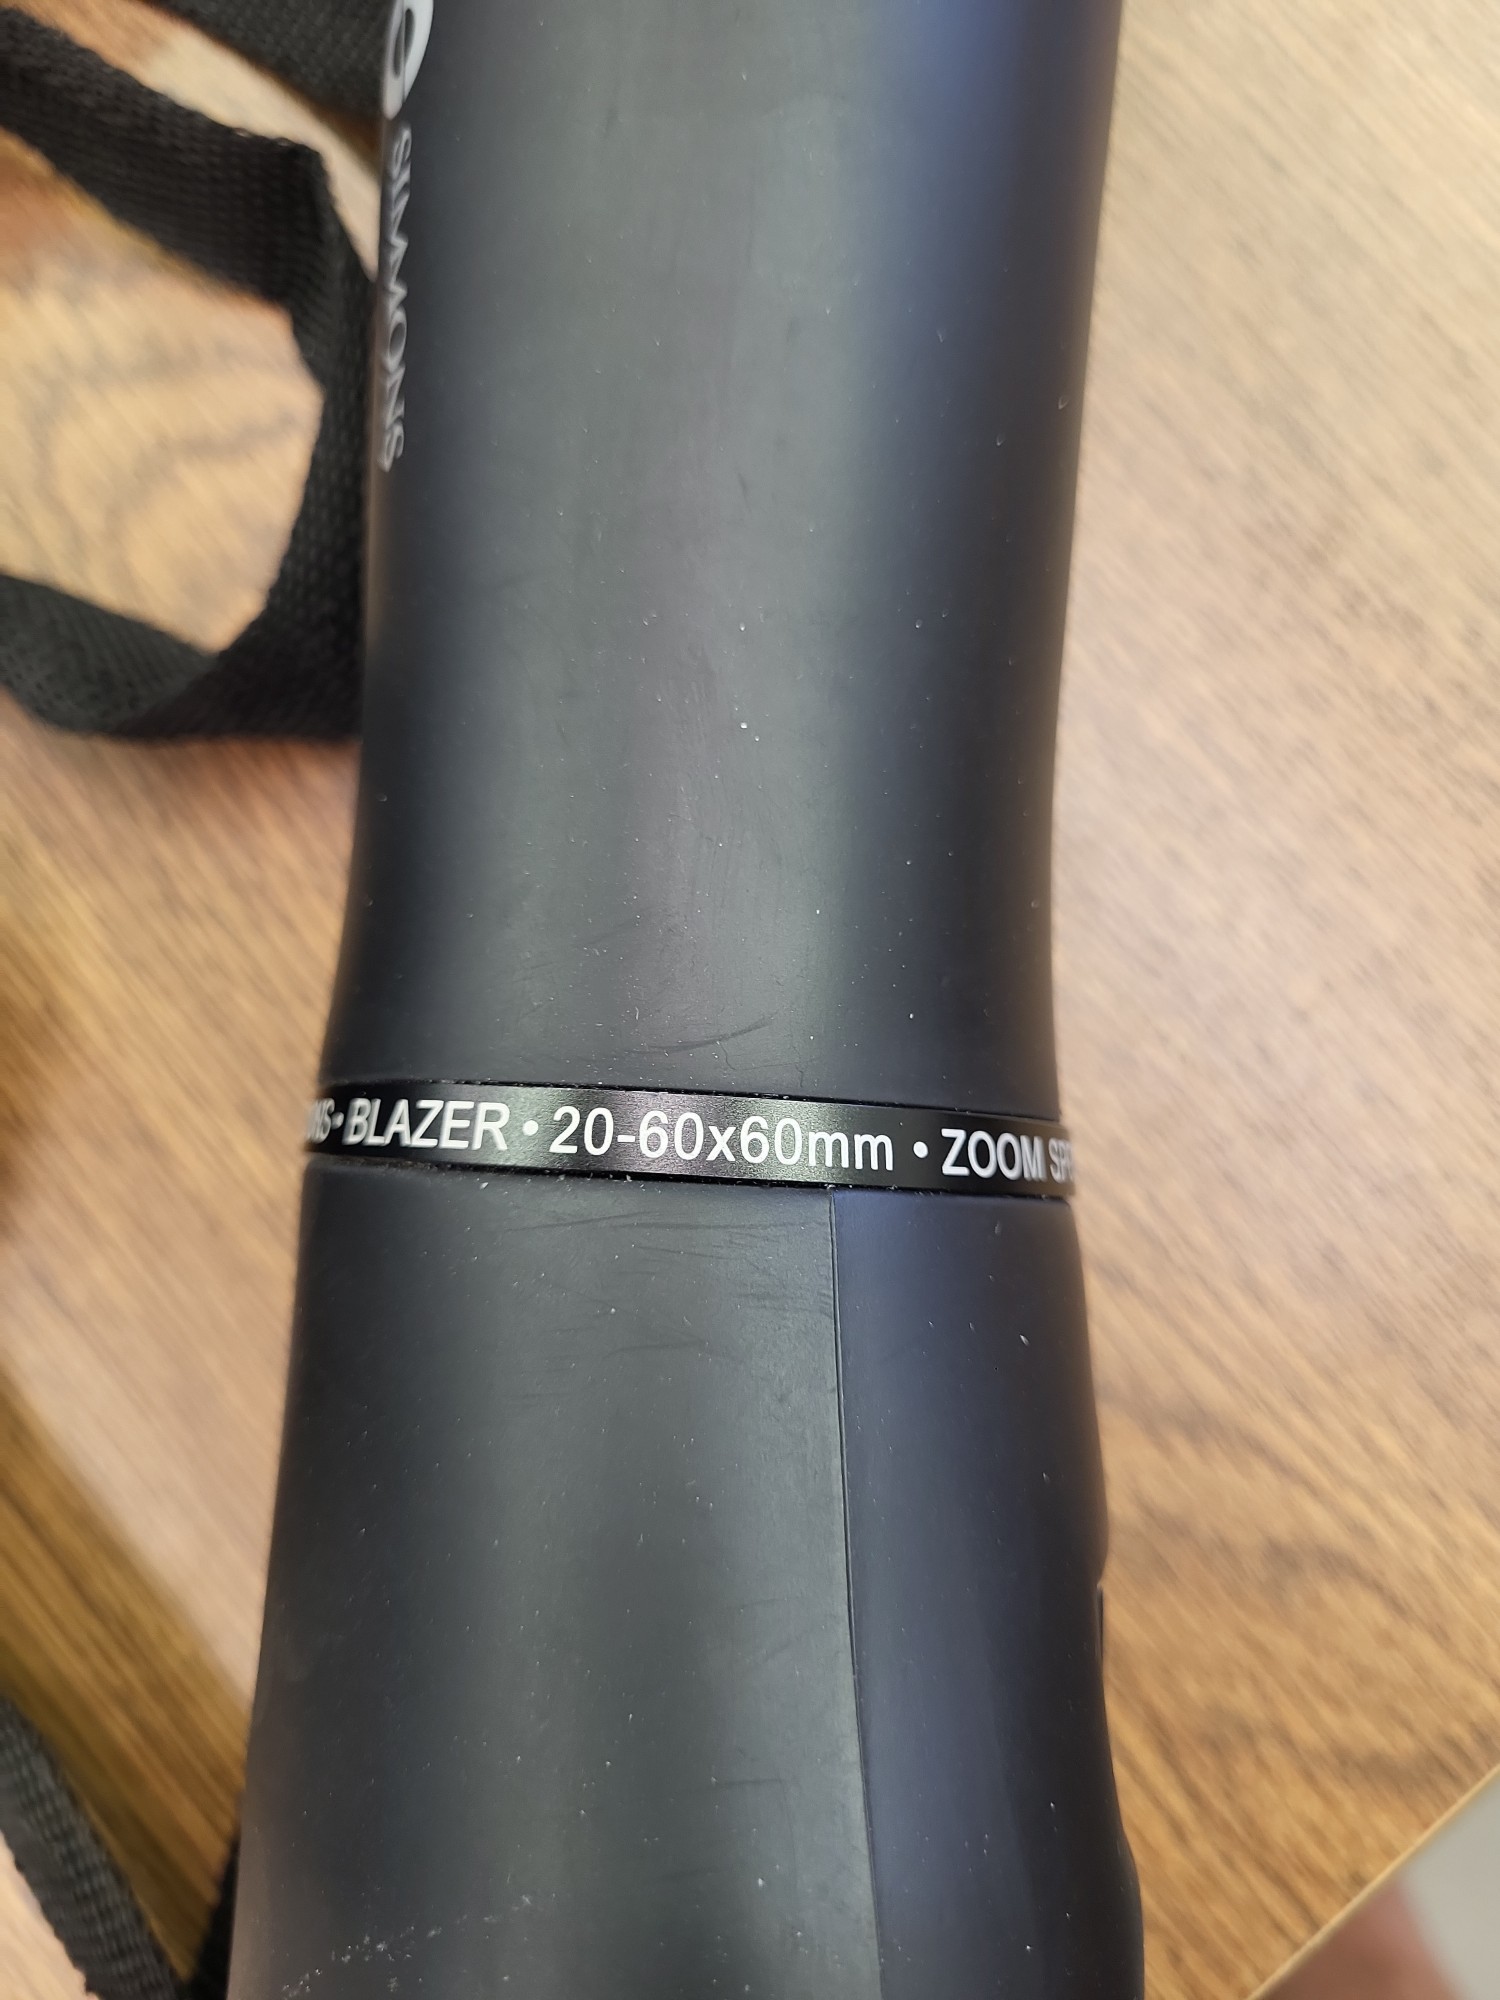 SIMMONS
BLAZER • 20-60x60mm • ZOOM